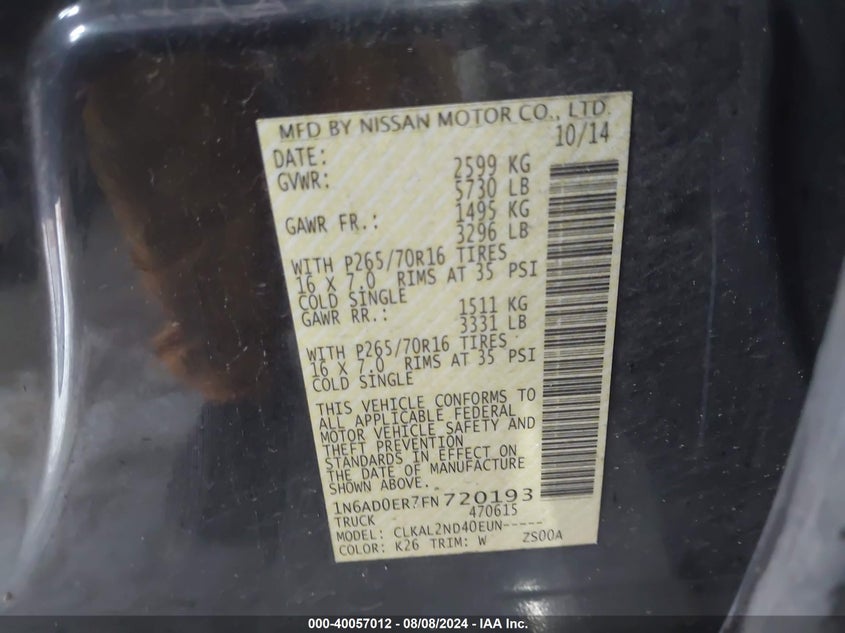 MFD BY NISSAN MOTOR CO., LTD.
DATE: 10/14
GVWR: 2599 KG
5730 LB
GAWR FR.: 1495 KG
3296 LB
WITH P265/70R16 TIRES
16 X 7.0 RIMS AT 35 PSI
COLD SINGLE
GAWR RR.: 1511 KG
3331 LB
WITH P265/70R16 TIRES
16 X 7.0 RIMS AT 35 PSI
COLD SINGLE
THIS VEHICLE CONFORMS TO
ALL APPLICABLE FEDERAL
MOTOR VEHICLE SAFETY AND
THEFT PREVENTION
STANDARDS IN EFFECT ON
THE DATE OF MANUFACTURE
SHOWN ABOVE.
1N6AD0ER7FN720193
TRUCK 470615
MODEL: CLKAL2ND40EUN-----
COLOR: K26 TRIM: W ZS00A
000-40057012 - 08/08/2024 - IAA Inc.